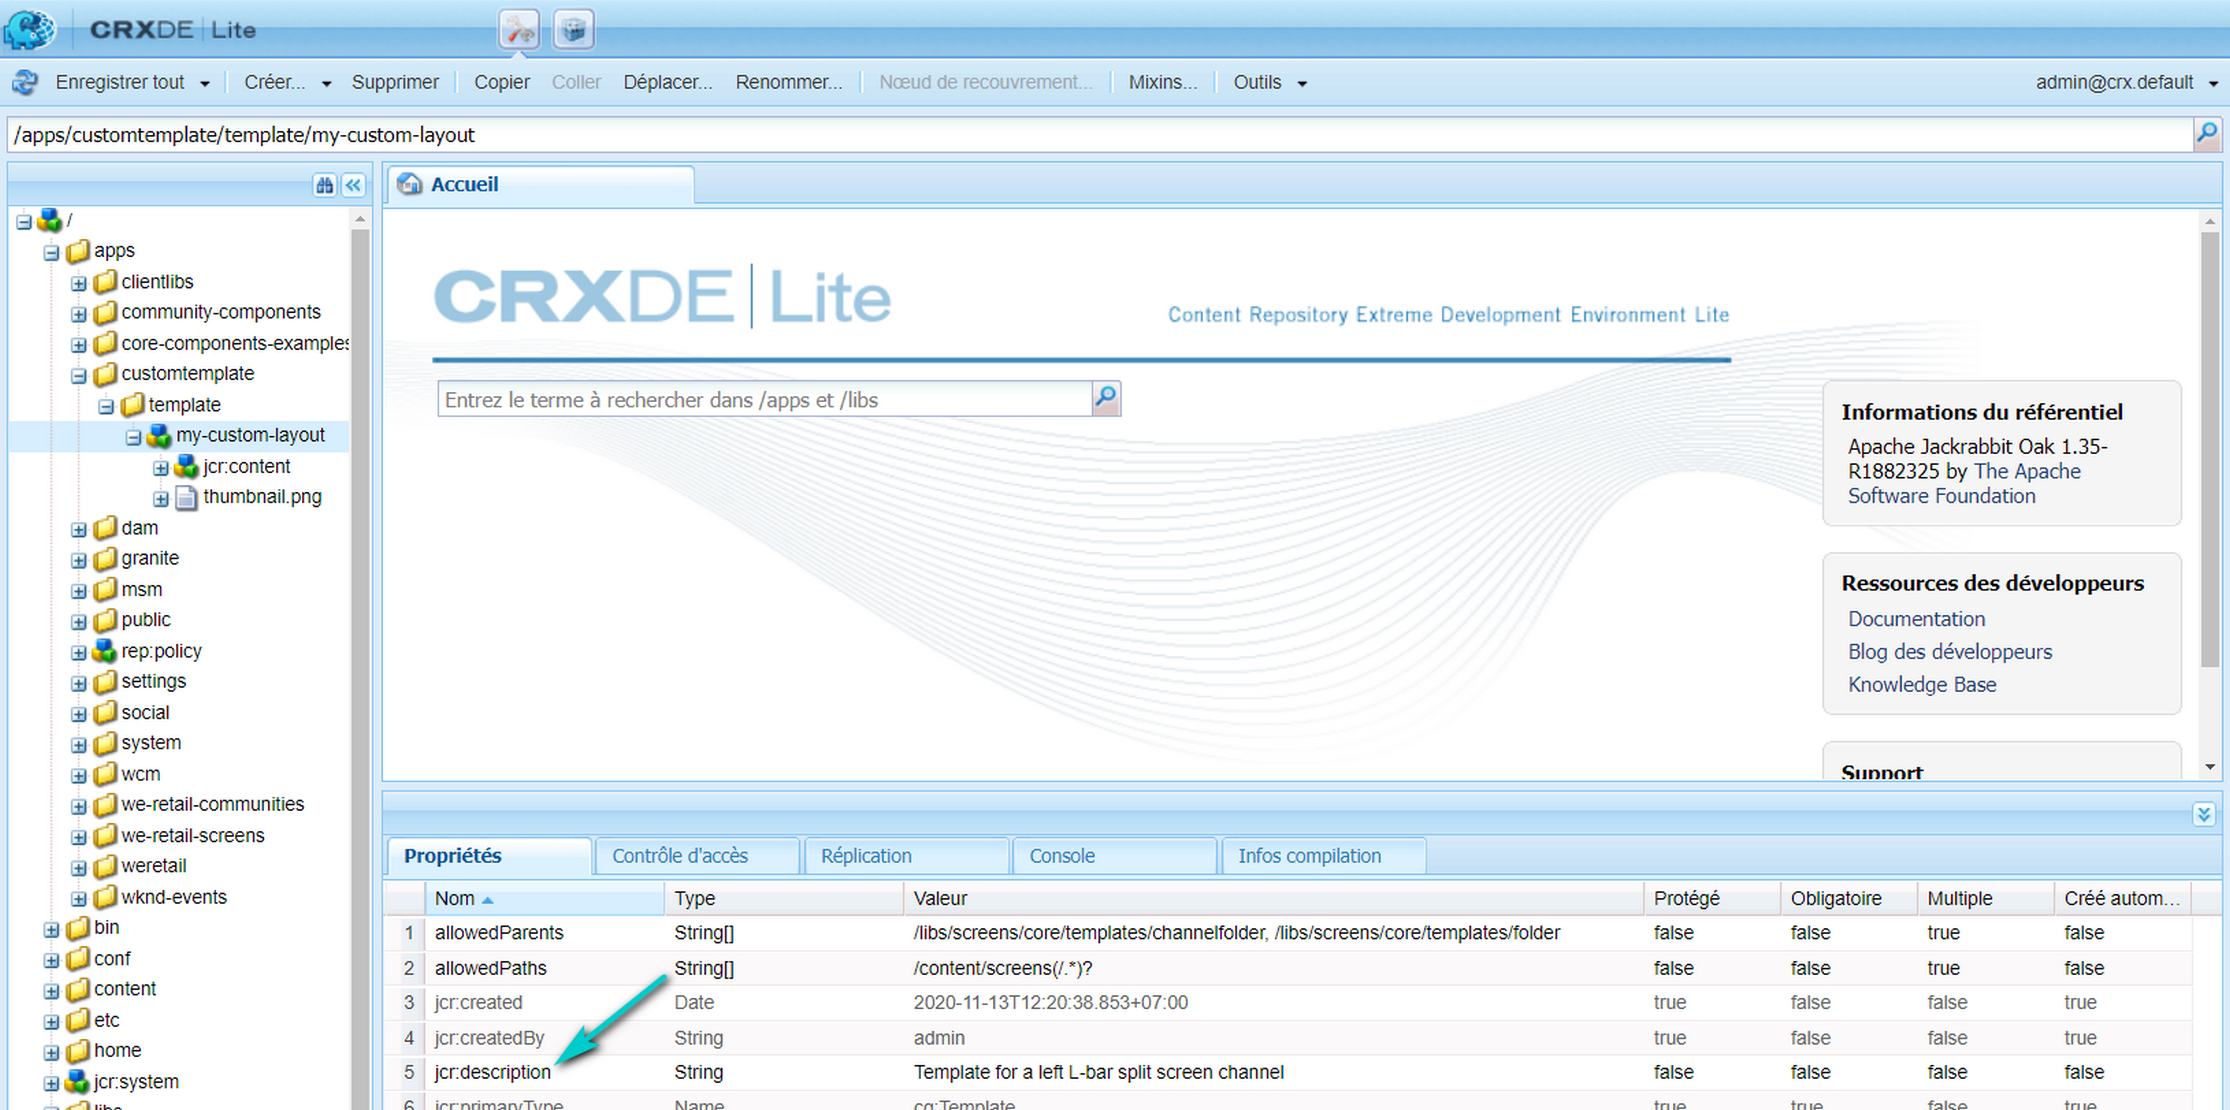 CRXDE | Lite
Enregistrer tout Créer... Supprimer Copier Coller Déplacer... Renommer... Nœud de recouvrement... Mixins... Outils admin@crx.default
/apps/customtemplate/template/my-custom-layout
/
apps
clientlibs
community-components
core-components-examples
customtemplate
template
my-custom-layout
jcr:content
thumbnail.png
dam
granite
msm
public
rep:policy
settings
social
system
wcm
we-retail-communities
we-retail-screens
weretail
wknd-events
bin
conf
content
etc
home
jcr:system
libs
Accueil
CRXDE | Lite
Content Repository Extreme Development Environment Lite
Entrez le terme à rechercher dans /apps et /libs
Informations du référentiel
Apache Jackrabbit Oak 1.35-
R1882325 by The Apache
Software Foundation
Ressources des développeurs
Documentation
Blog des développeurs
Knowledge Base
Support
Propriétés Contrôle d'accès Réplication Console Infos compilation
Nom Type Valeur Protégé Obligatoire Multiple Créé autom...
1 allowedParents String[] /libs/screens/core/templates/channelfolder, /libs/screens/core/templates/folder false false true false
2 allowedPaths String[] /content/screens(/.*)? false false true false
3 jcr:created Date 2020-11-13T12:20:38.853+07:00 true false false true
4 jcr:createdBy String admin true false false true
5 jcr:description String Template for a left L-bar split screen channel false false false false
6 jcr:primaryType Name cq:Template true true false true